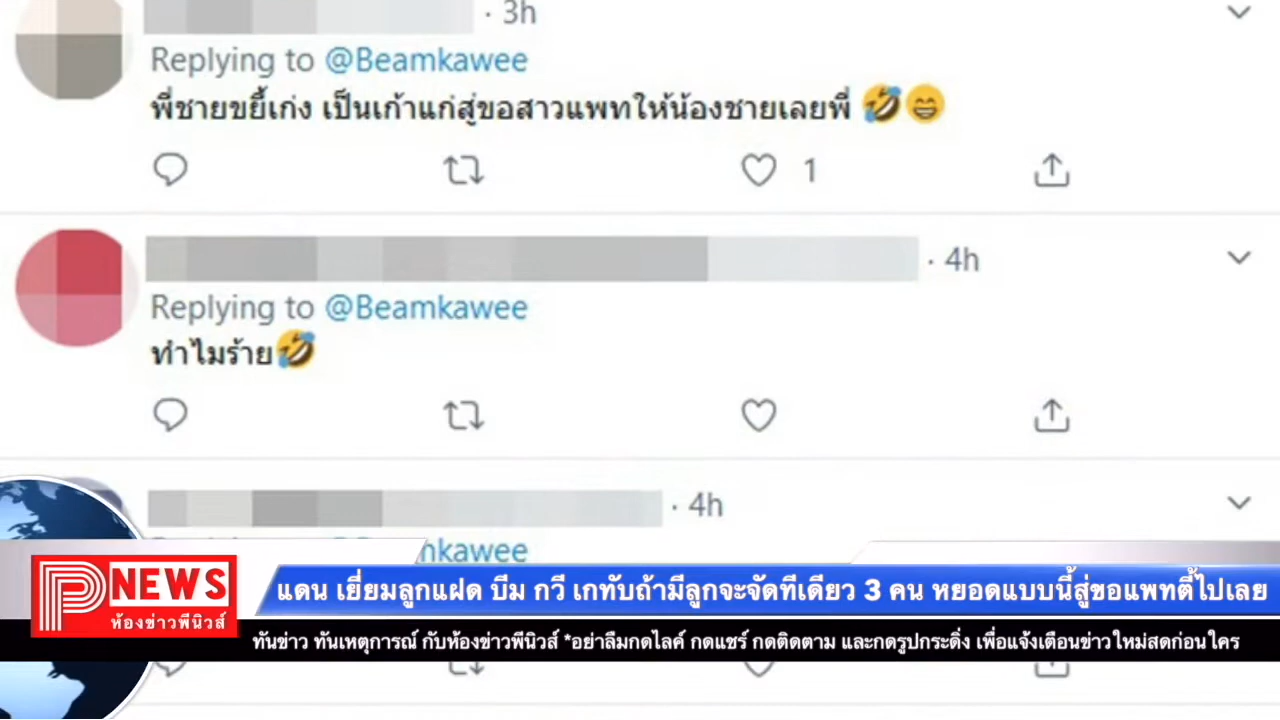 · 3h
Replying to @Beamkawee
พี่ชายขยี้เก่ง เป็นเก้าแก่สู่ขอสาวแพทให้น้องชายเลยพี่ 🤣😁
1
· 4h
Replying to @Beamkawee
ทำไมร้าย🤣
· 4h
nkawee
P NEWS
ห้องข่าวพีนิวส์
แดน เยี่ยมลูกแฝด บีม กวี เกทับถ้ามีลูกจะจัดทีเดียว 3 คน หยอดแบบนี้สู่ขอแพทตี้ไปเลย
ทันข่าว ทันเหตุการณ์ กับห้องข่าวพีนิวส์ *อย่าลืมกดไลค์ กดแชร์ กดติดตาม และกดรูปกระดิ่ง เพื่อแจ้งเตือนข่าวใหม่สดก่อนใคร